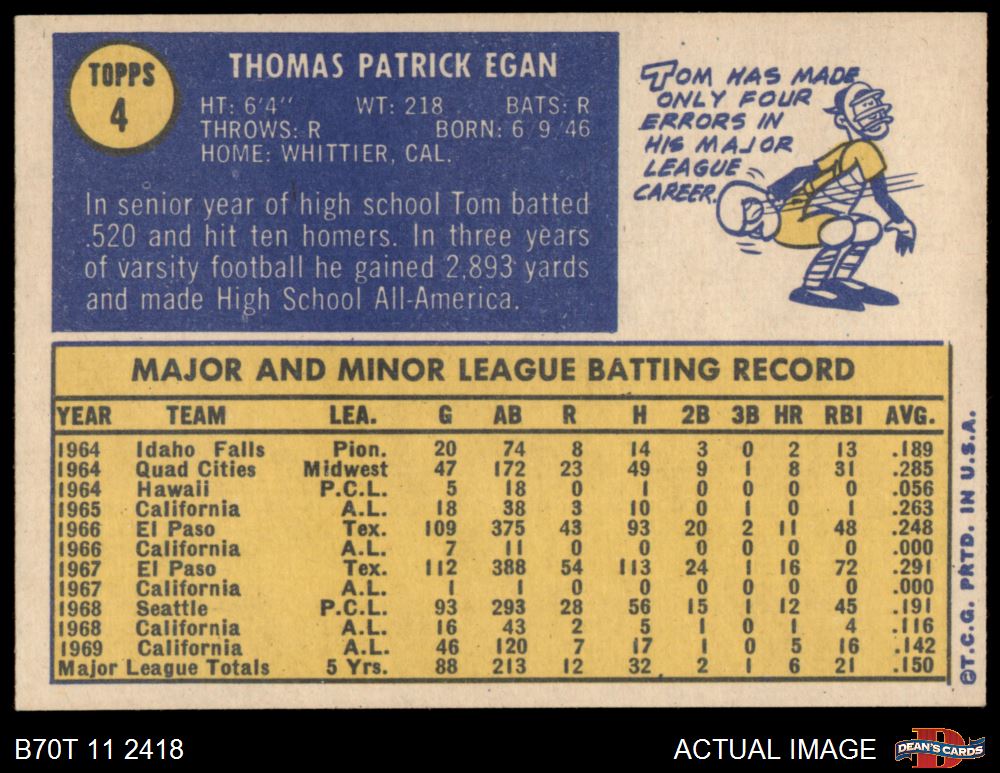 TOPPS
4
THOMAS PATRICK EGAN
HT: 6'4" WT: 218 BATS: R
THROWS: R BORN: 6 9 46
HOME: WHITTIER, CAL.
In senior year of high school Tom batted
.520 and hit ten homers. In three years
of varsity football he gained 2,893 yards
and made High School All-America.
TOM HAS MADE
ONLY FOUR
ERRORS IN
HIS MAJOR
LEAGUE
CAREER.
MAJOR AND MINOR LEAGUE BATTING RECORD
YEAR TEAM LEA. G AB R H 2B 3B HR RBI AVG.
1964 Idaho Falls Pion. 20 74 8 14 3 0 2 13 .189
1964 Quad Cities Midwest 47 172 23 49 9 1 8 31 .285
1964 Hawaii P.C.L. 5 18 0 1 0 0 0 0 .056
1965 California A.L. 18 38 3 10 0 1 0 1 .263
1966 El Paso Tex. 109 375 43 93 20 2 11 48 .248
1966 California A.L. 7 11 0 0 0 0 0 0 .000
1967 El Paso Tex. 112 388 54 113 24 1 16 72 .291
1967 California A.L. 1 1 0 0 0 0 0 0 .000
1968 Seattle P.C.L. 93 293 28 56 15 1 12 45 .191
1968 California A.L. 16 43 2 5 1 0 1 4 .116
1969 California A.L. 46 120 7 17 1 0 5 16 .142
Major League Totals 5 Yrs. 88 213 12 32 2 1 6 21 .150
©T.C.G. PRTD. IN U.S.A.
B70T 11 2418
ACTUAL IMAGE
DEAN'S CARDS